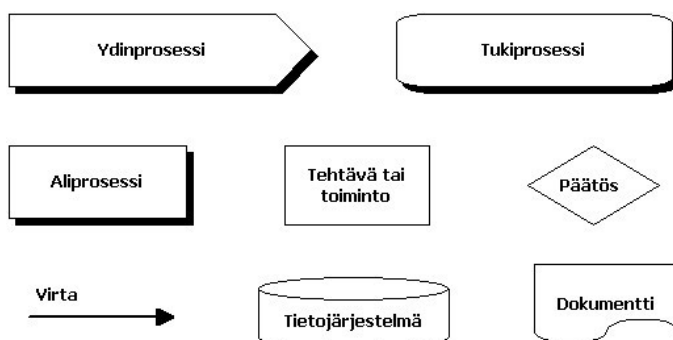 Ydinprosessi
Tukiprosessi
Aliprosessi
Tehtävä tai
toiminto
Päätös
Virta
Tietojärjestelmä
Dokumentti